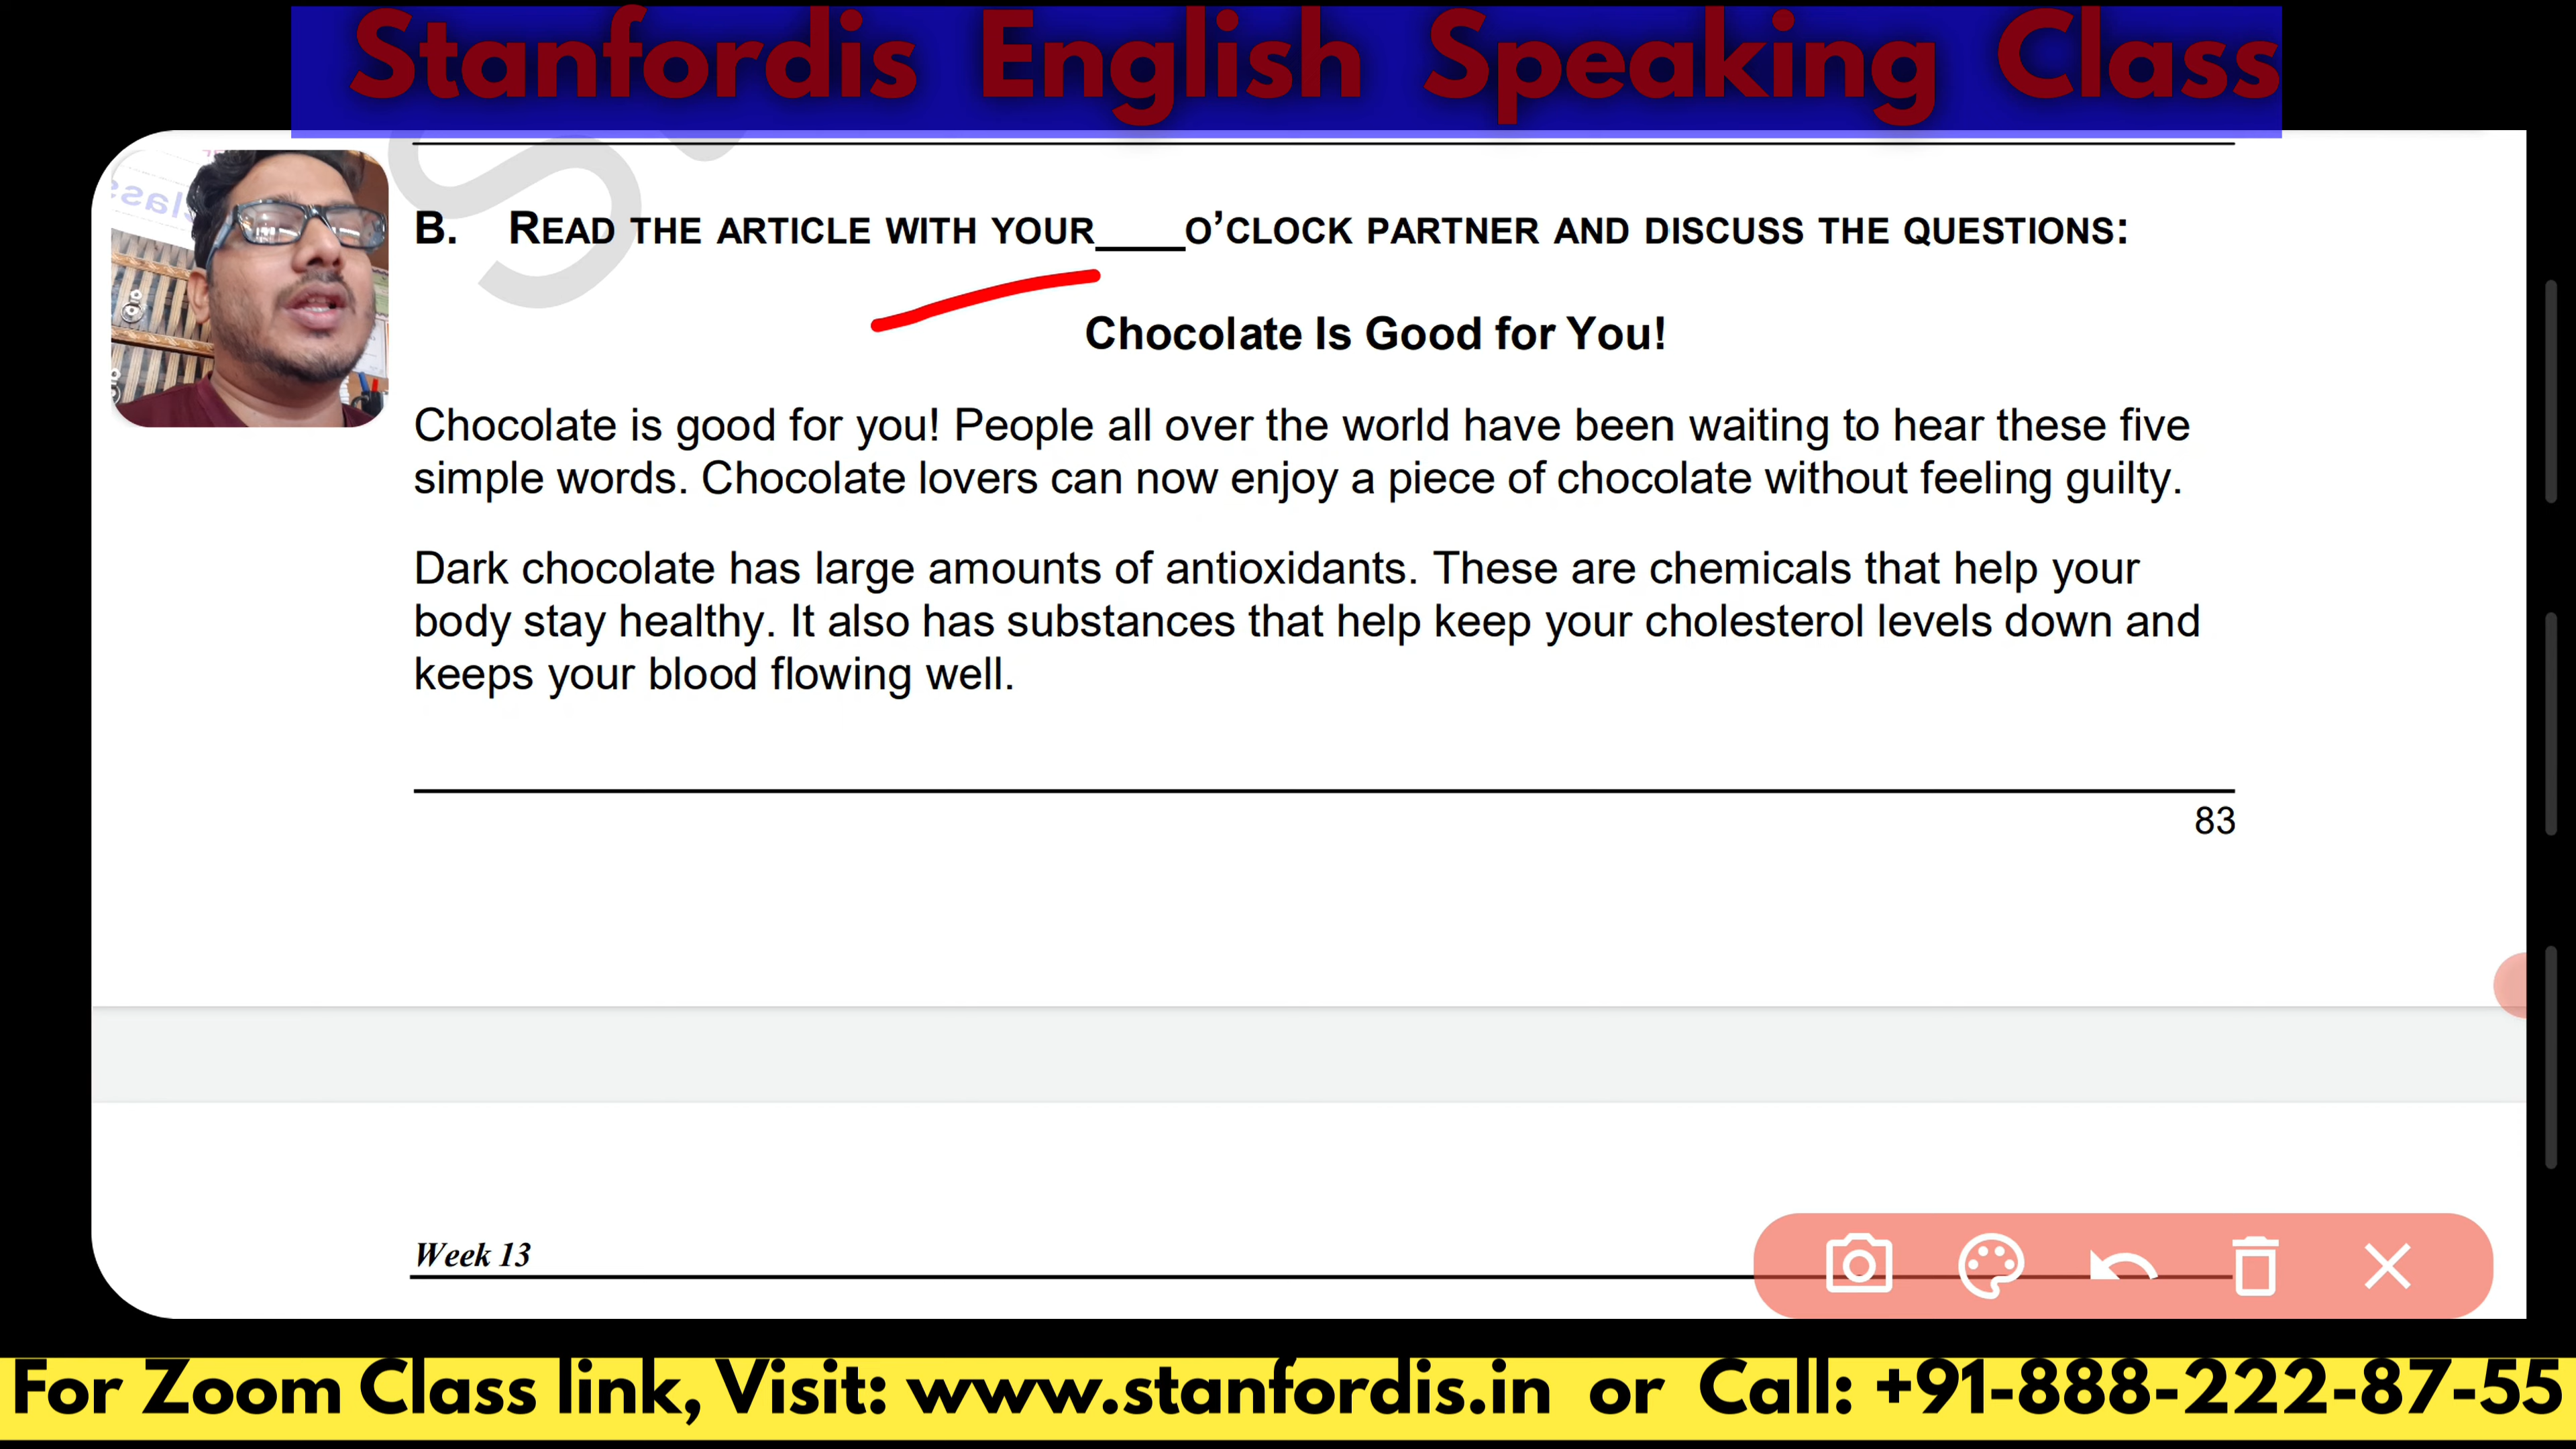 Stanfordis English Speaking Class
B. READ THE ARTICLE WITH YOUR____O’CLOCK PARTNER AND DISCUSS THE QUESTIONS:
Chocolate Is Good for You!
Chocolate is good for you! People all over the world have been waiting to hear these five
simple words. Chocolate lovers can now enjoy a piece of chocolate without feeling guilty.
Dark chocolate has large amounts of antioxidants. These are chemicals that help your
body stay healthy. It also has substances that help keep your cholesterol levels down and
keeps your blood flowing well.
83
Week 13
For Zoom Class link, Visit: www.stanfordis.in or Call: +91-888-222-87-55